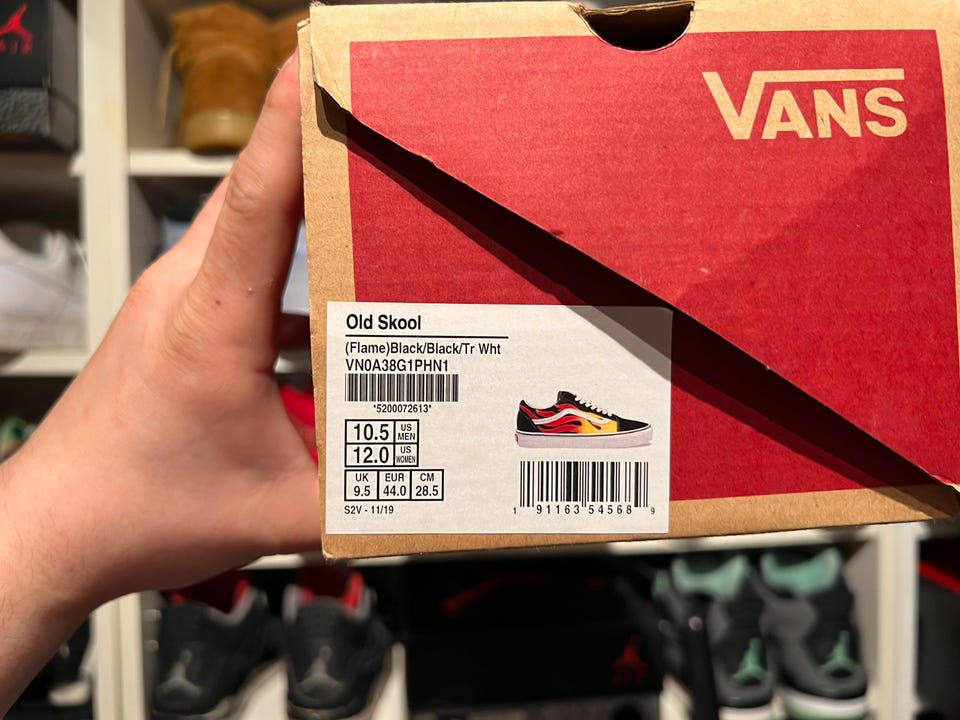 VANS
Old Skool
(Flame)Black/Black/Tr Wht
VN0A38G1PHN1
*5200072613*
10.5 US MEN
12.0 US WOMEN
UK EUR CM
9.5 44.0 28.5
S2V - 11/19
1 91163 54568 9